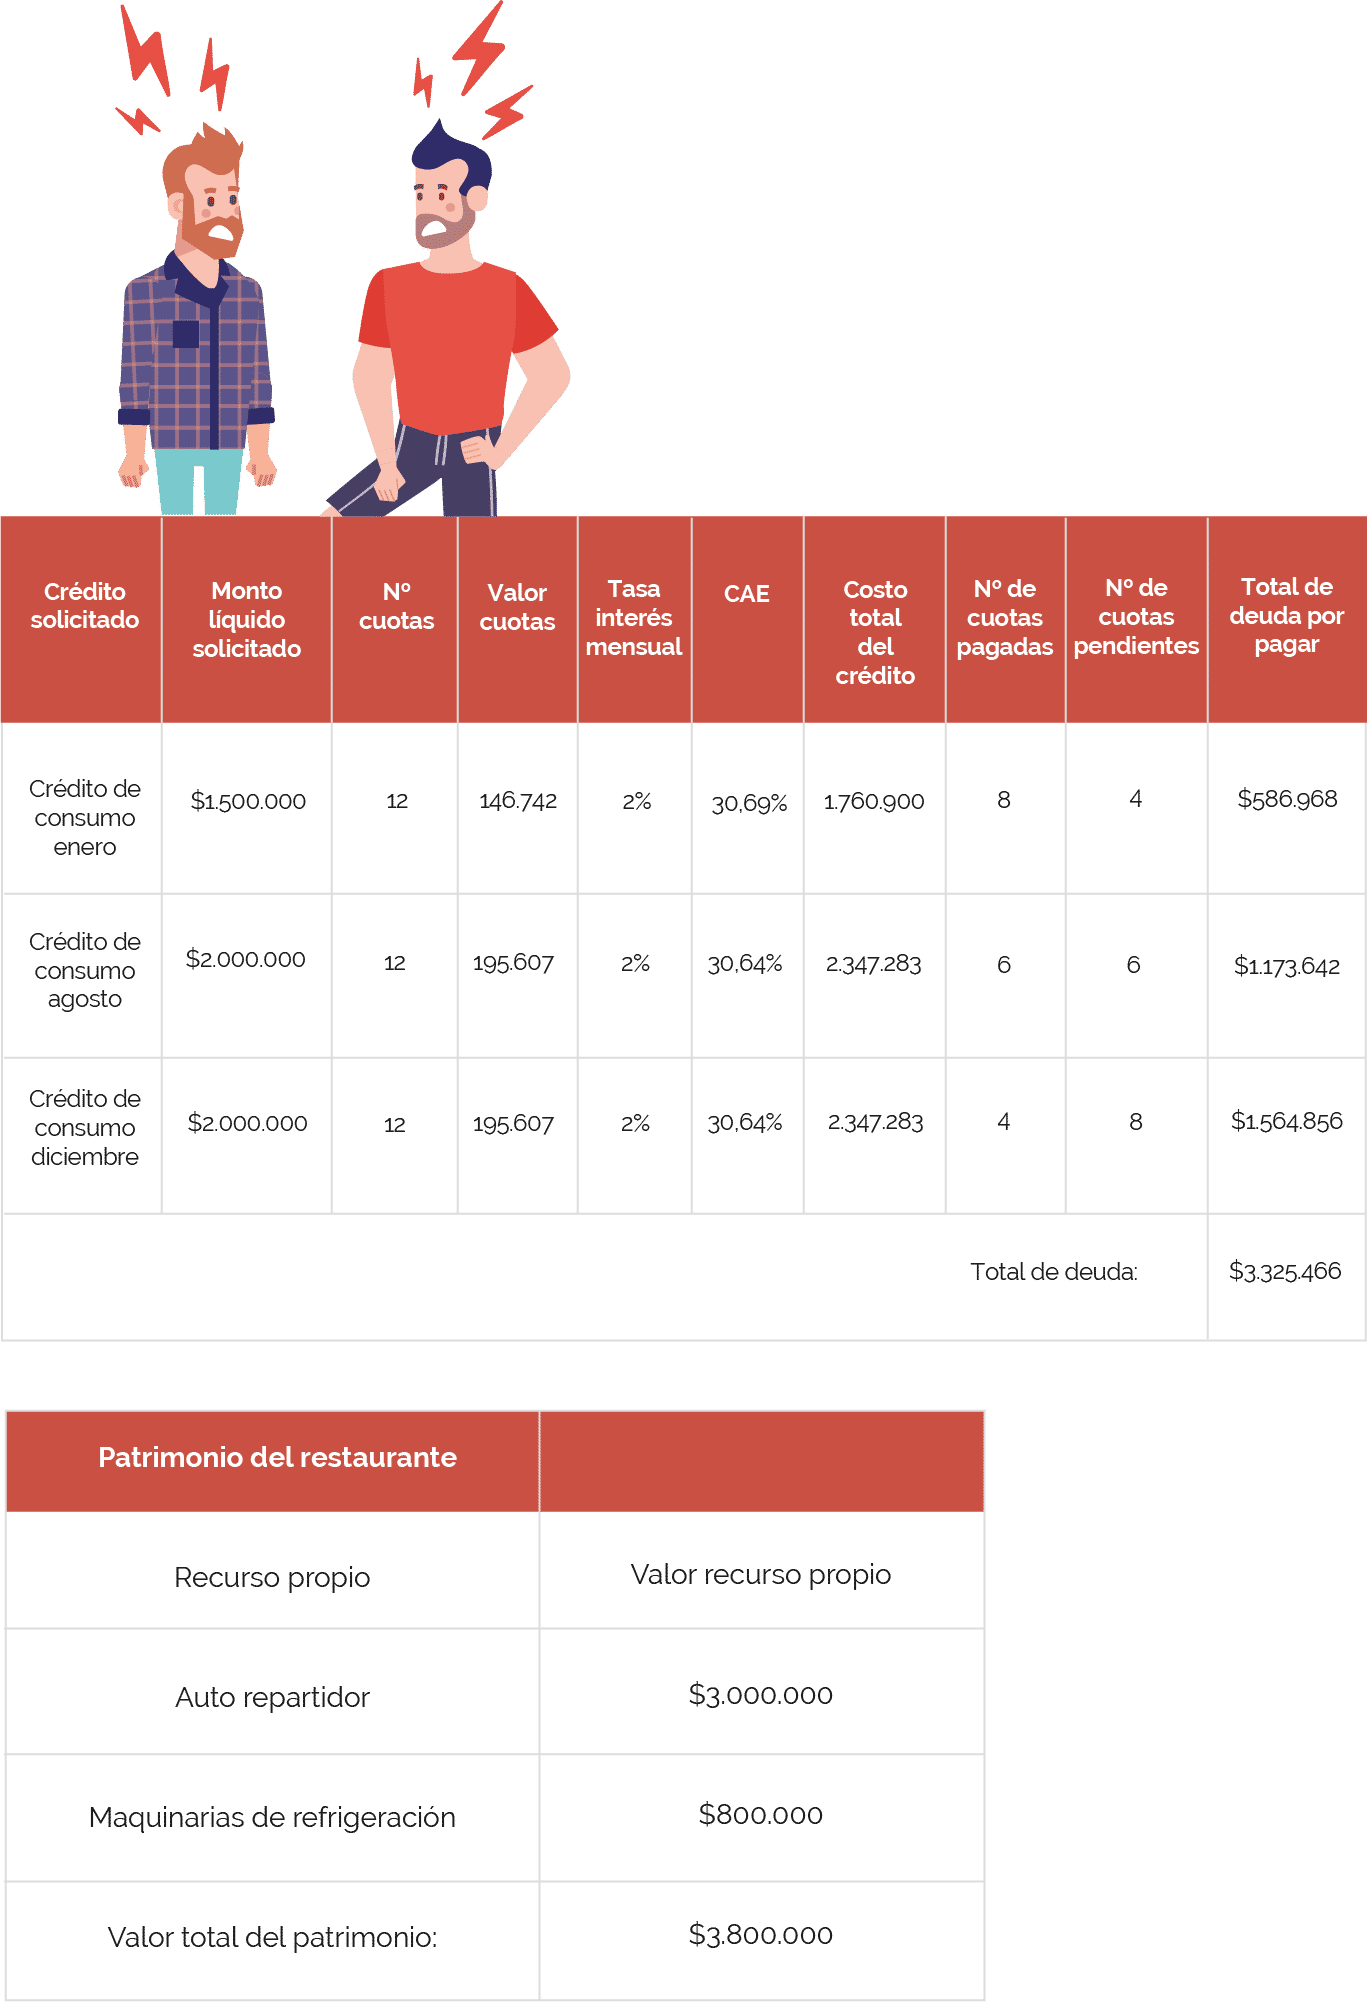 Crédito
solicitado
Monto
líquido
solicitado
Nº
cuotas
Valor
cuotas
Tasa
interés
mensual
CAE
Costo
total
del
crédito
Nº de
cuotas
pagadas
Nº de
cuotas
pendientes
Total de
deuda por
pagar
Crédito de
consumo
enero
$1.500.000
12
146.742
2%
30,69%
1.760.900
8
4
$586.968
Crédito de
consumo
agosto
$2.000.000
12
195.607
2%
30,64%
2.347.283
6
6
$1.173.642
Crédito de
consumo
diciembre
$2.000.000
12
195.607
2%
30,64%
2.347.283
4
8
$1.564.856
Total de deuda:
$3.325.466
Patrimonio del restaurante
Recurso propio
Valor recurso propio
Auto repartidor
$3.000.000
Maquinarias de refrigeración
$800.000
Valor total del patrimonio:
$3.800.000